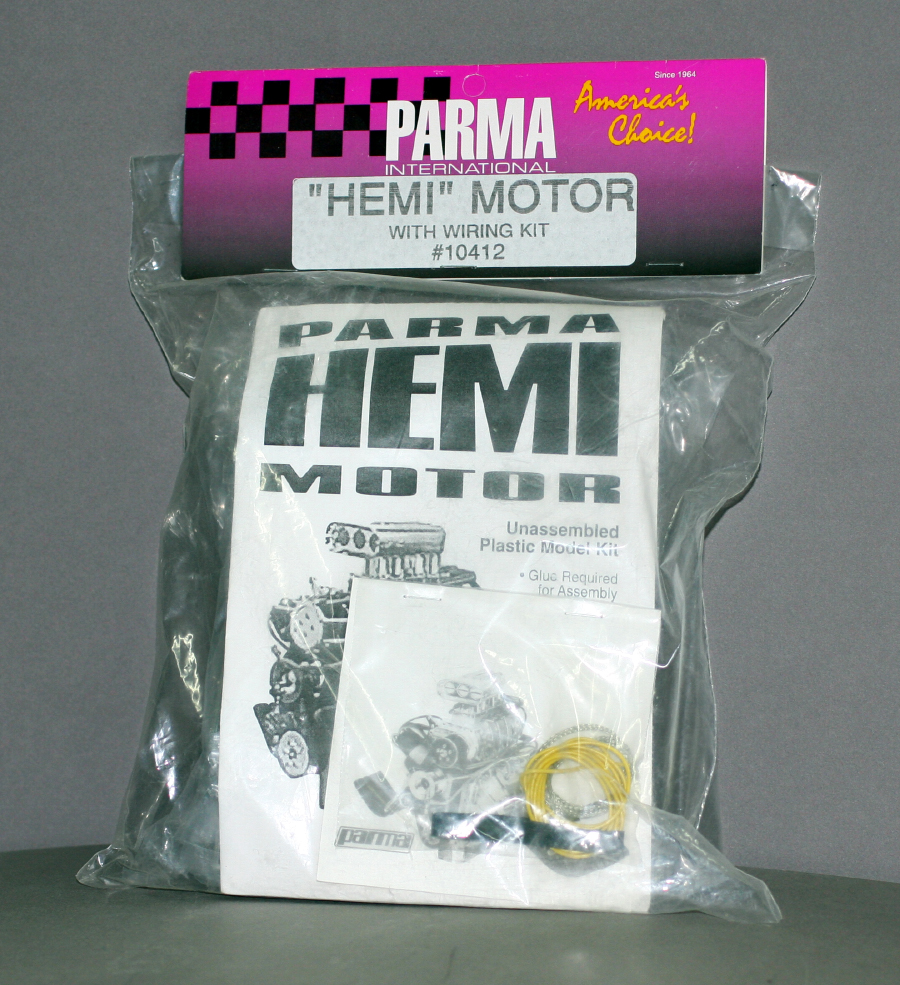 Since 1964
America's
Choice!
PARMA
INTERNATIONAL
"HEMI" MOTOR
WITH WIRING KIT
#10412
PARMA
HEMI
MOTOR
Unassembled
Plastic Model Kit
• Glue Required
for Assembly
parma